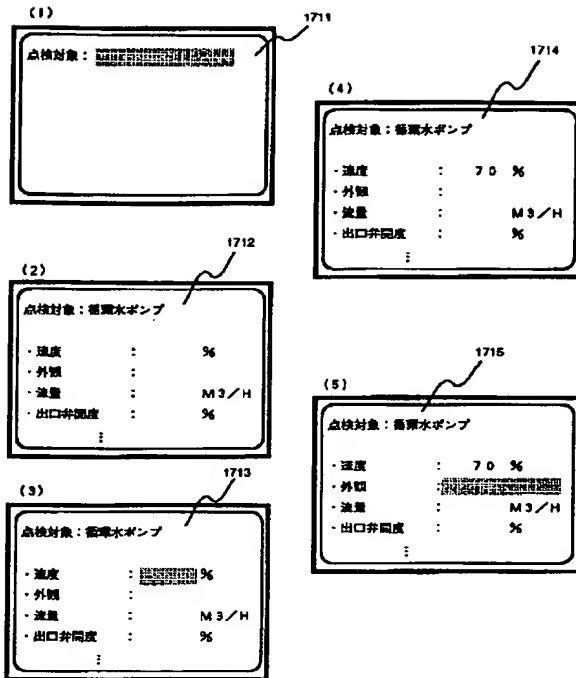 (1)
1711
点検対象：
(2)
1712
点検対象：循環水ポンプ
・速度 ： %
・外観 ：
・流量 ： M3/H
・出口弁開度 ： %
⋮
(3)
1713
点検対象：循環水ポンプ
・速度 ： %
・外観 ：
・流量 ： M3/H
・出口弁開度 ： %
⋮
(4)
1714
点検対象：循環水ポンプ
・速度 ： 70 %
・外観 ：
・流量 ： M3/H
・出口弁開度 ： %
⋮
(5)
1715
点検対象：循環水ポンプ
・速度 ： 70 %
・外観 ：
・流量 ： M3/H
・出口弁開度 ： %
⋮